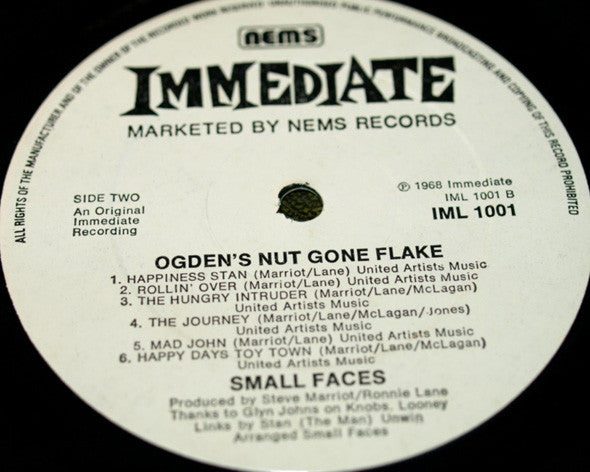 ALL RIGHTS OF THE MANUFACTURER AND OF THE OWNER OF THE RECORDED WORK RESERVED UNAUTHORISED PUBLIC PERFORMANCE BROADCASTING AND COPYING OF THIS RECORD PROHIBITED
nems
IMMEDIATE
MARKETED BY NEMS RECORDS
SIDE TWO
An Original
Immediate
Recording
℗ 1968 Immediate
IML 1001 B
IML 1001
OGDEN'S NUT GONE FLAKE
1. HAPPINESS STAN (Marriot/Lane) United Artists Music
2. ROLLIN' OVER (Marriot/Lane) United Artists Music
3. THE HUNGRY INTRUDER (Marriot/Lane/McLagan)
United Artists Music
4. THE JOURNEY (Marriot/Lane/McLagan/Jones)
United Artists Music
5. MAD JOHN (Marriot/Lane) United Artists Music
6. HAPPY DAYS TOY TOWN (Marriot/Lane/McLagan)
United Artists Music
SMALL FACES
Produced by Steve Marriot/Ronnie Lane
Thanks to Glyn Johns on Knobs, Looney
Links by Stan (The Man) Unwin
Arranged Small Faces